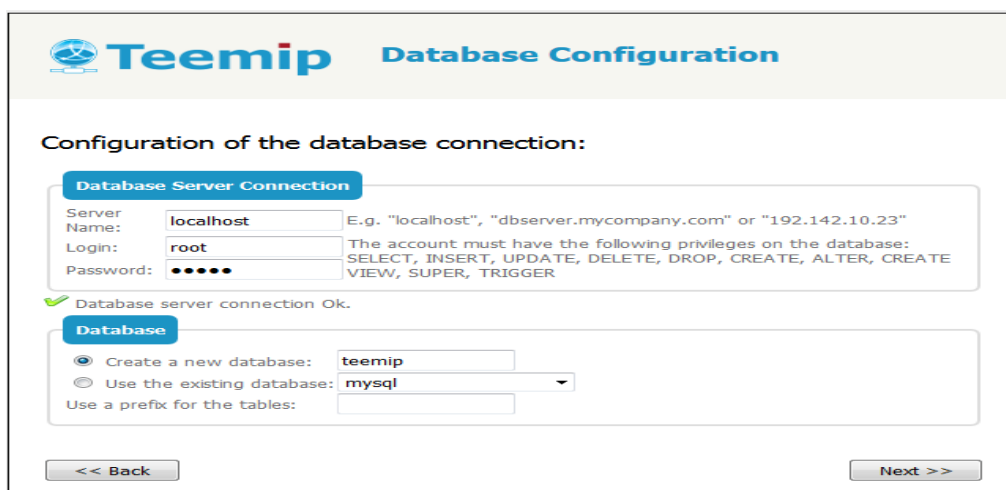 Teemip Database Configuration
Configuration of the database connection:
Database Server Connection
Server Name: localhost E.g. "localhost", "dbserver.mycompany.com" or "192.142.10.23"
Login: root The account must have the following privileges on the database:
SELECT, INSERT, UPDATE, DELETE, DROP, CREATE, ALTER, CREATE
Password: ●●●●● VIEW, SUPER, TRIGGER
Database server connection Ok.
Database
Create a new database: teemip
Use the existing database: mysql
Use a prefix for the tables:
<< Back Next >>